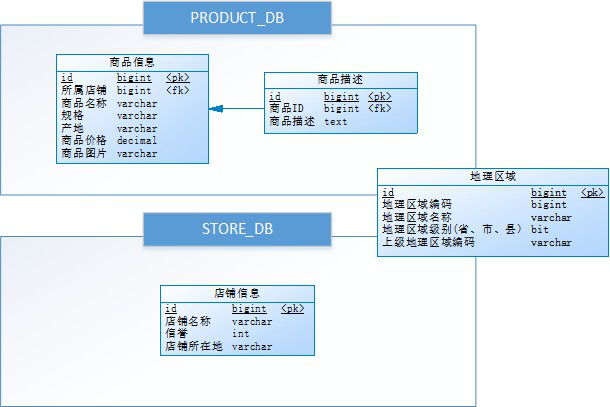 PRODUCT_DB
商品信息
id bigint <pk>
所属店铺 bigint <fk>
商品名称 varchar
规格 varchar
产地 varchar
商品价格 decimal
商品图片 varchar
商品描述
id bigint <pk>
商品ID bigint <fk>
商品描述 text
地理区域
id bigint <pk>
地理区域编码 bigint
地理区域名称 varchar
地理区域级别(省、市、县) bit
上级地理区域编码 varchar
STORE_DB
店铺信息
id bigint <pk>
店铺名称 varchar
信誉 int
店铺所在地 varchar